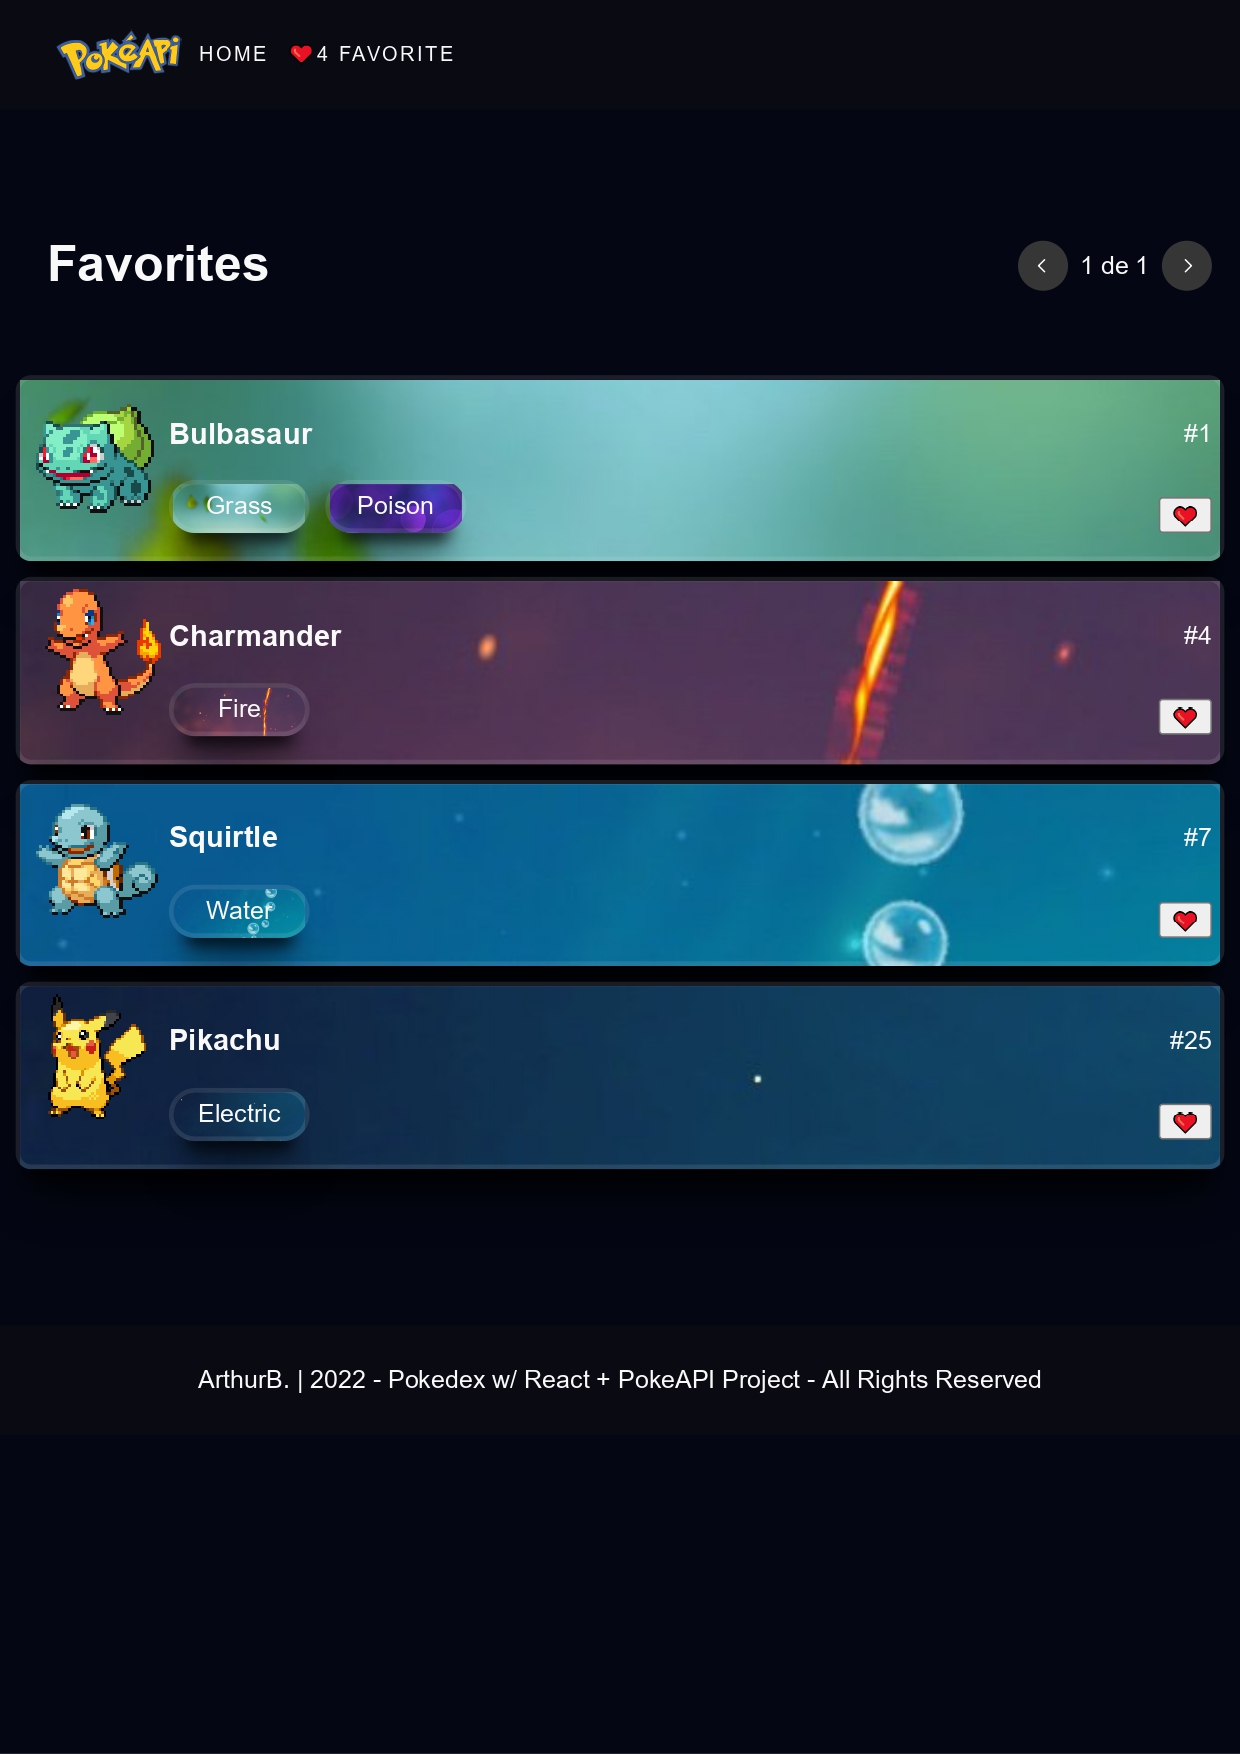 PokéApi HOME 4 FAVORITE
Favorites
1 de 1
Bulbasaur
#1
Grass Poison
Charmander
#4
Fire
Squirtle
#7
Water
Pikachu
#25
Electric
ArthurB. | 2022 - Pokedex w/ React + PokeAPI Project - All Rights Reserved